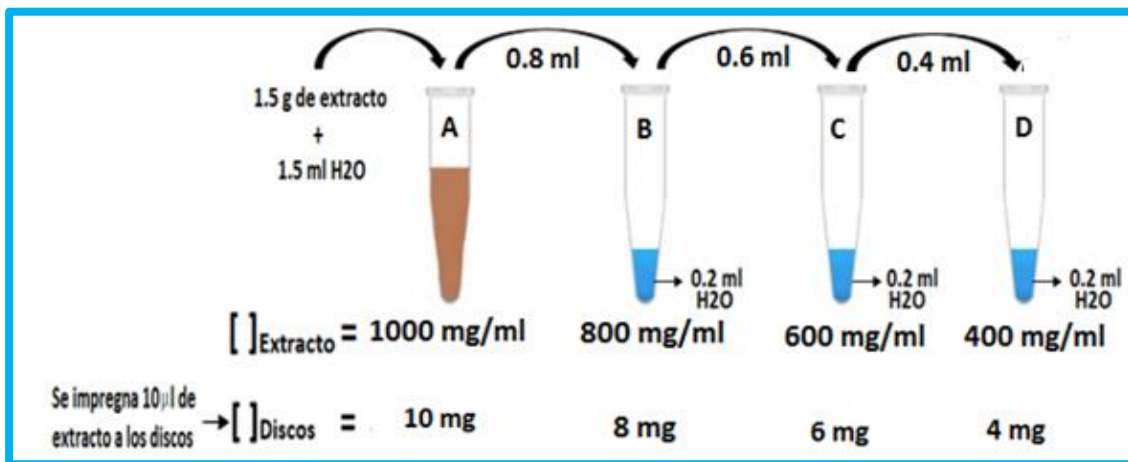 0.8 ml
0.6 ml
0.4 ml
1.5 g de extracto
+
1.5 ml H2O
A
B
C
D
0.2 ml
H2O
0.2 ml
H2O
0.2 ml
H2O
[ ]Extracto = 1000 mg/ml 800 mg/ml 600 mg/ml 400 mg/ml
Se impregna 10µl de
extracto a los discos
[ ]Discos = 10 mg 8 mg 6 mg 4 mg